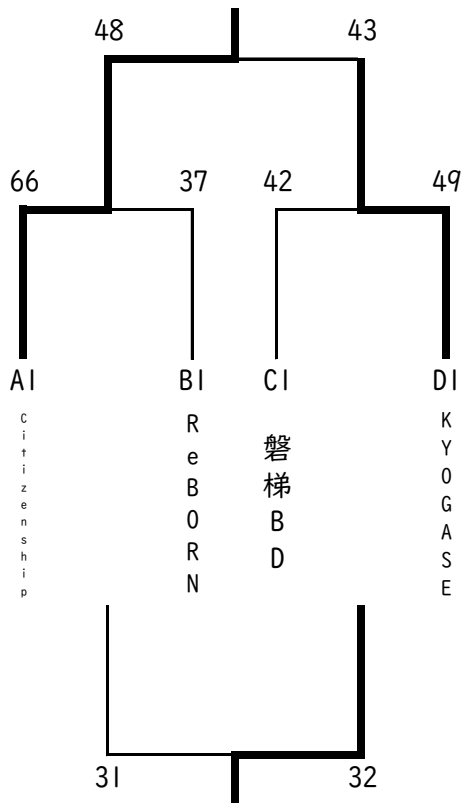 48 43
66 37 42 49
A1 B1 C1 D1
Citizenship
ReBORN
磐梯BD
KYOGASE
31 32